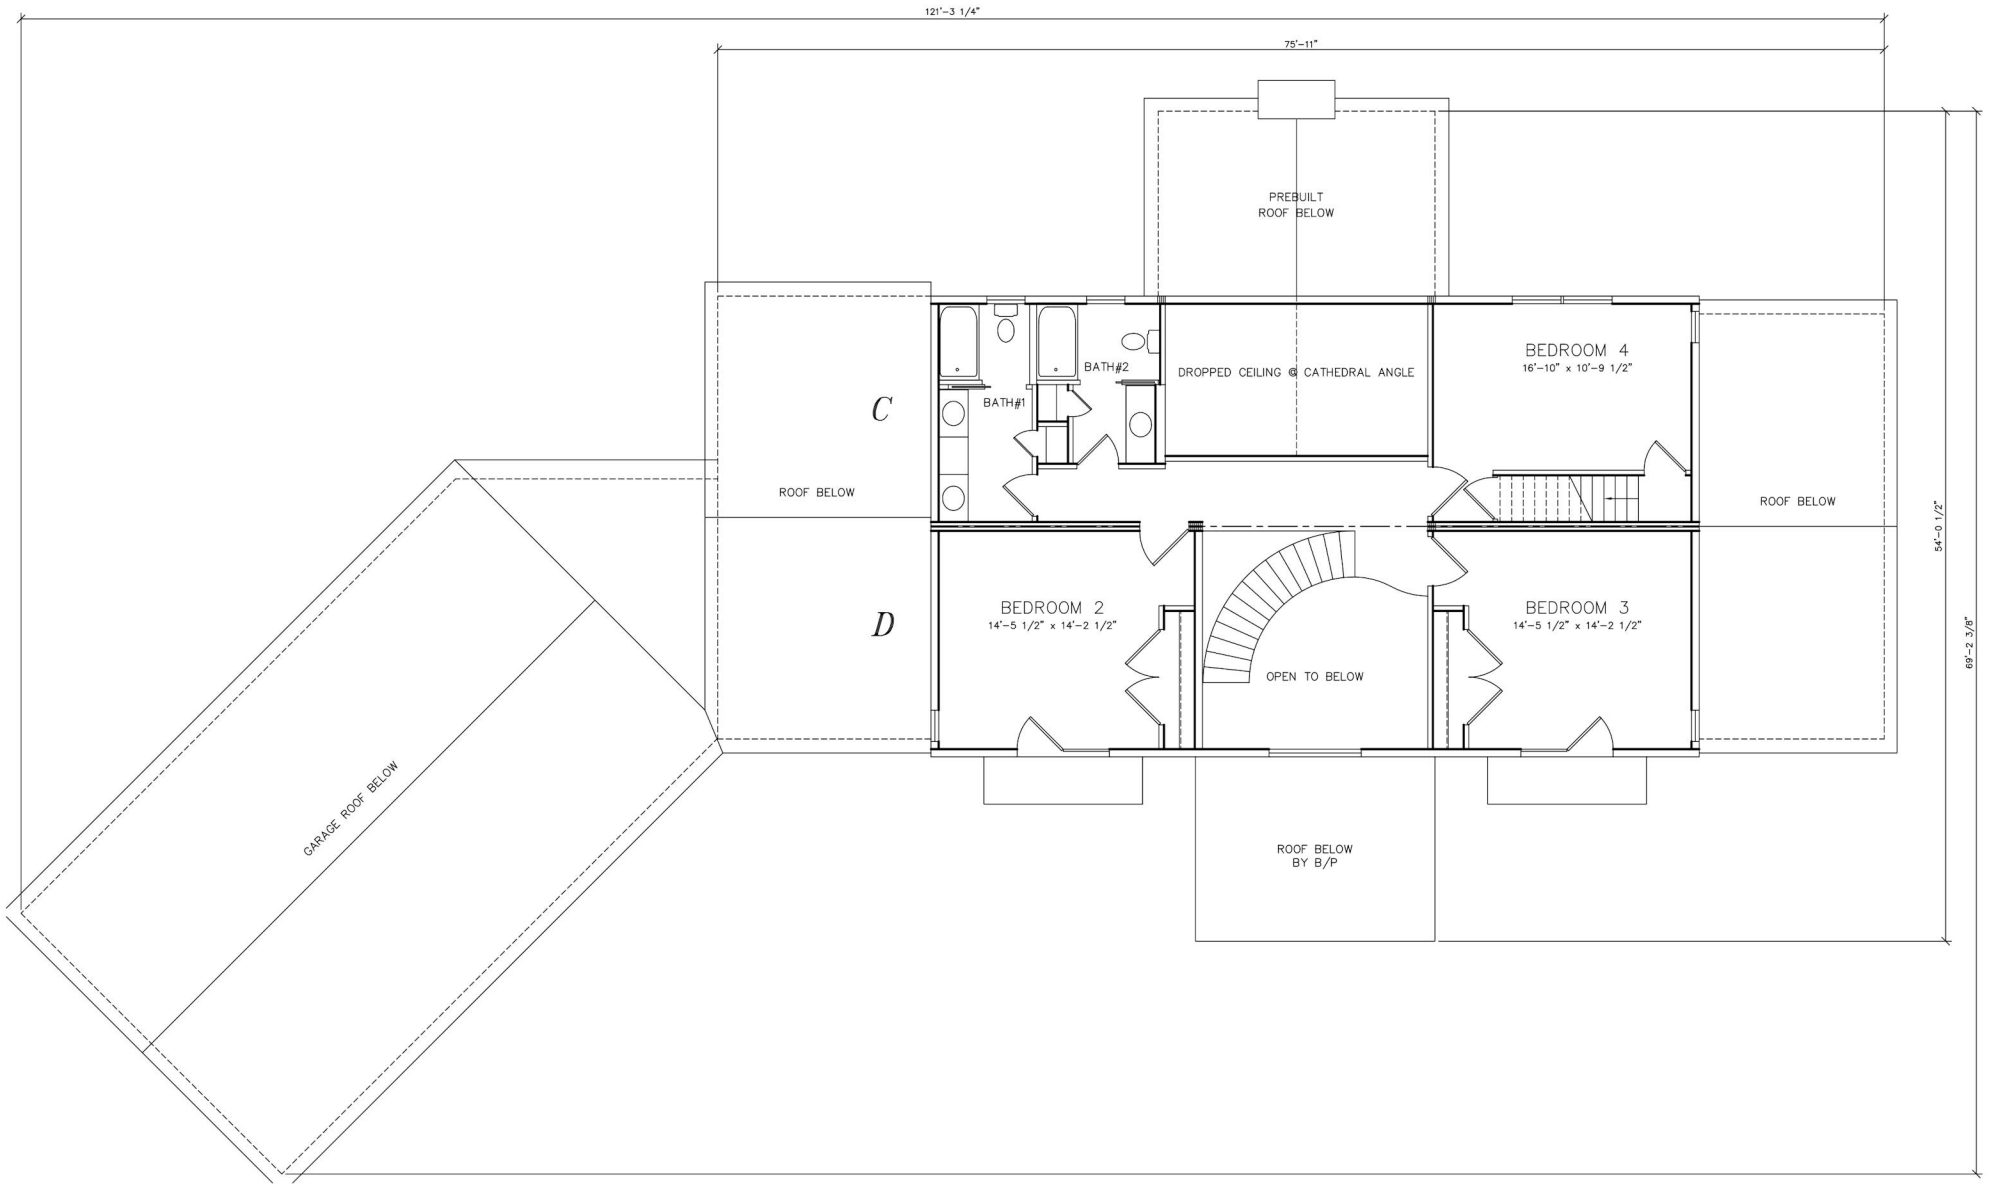 121'-3 1/4"
75'-11"
PREBUILT
ROOF BELOW
BEDROOM 4
16'-10" x 10'-9 1/2"
BATH#2
DROPPED CEILING @ CATHEDRAL ANGLE
BATH#1
C
ROOF BELOW
ROOF BELOW
54'-0 1/2"
BEDROOM 2
14'-5 1/2" x 14'-2 1/2"
BEDROOM 3
14'-5 1/2" x 14'-2 1/2"
D
69'-2 3/8"
OPEN TO BELOW
GARAGE ROOF BELOW
ROOF BELOW
BY B/P